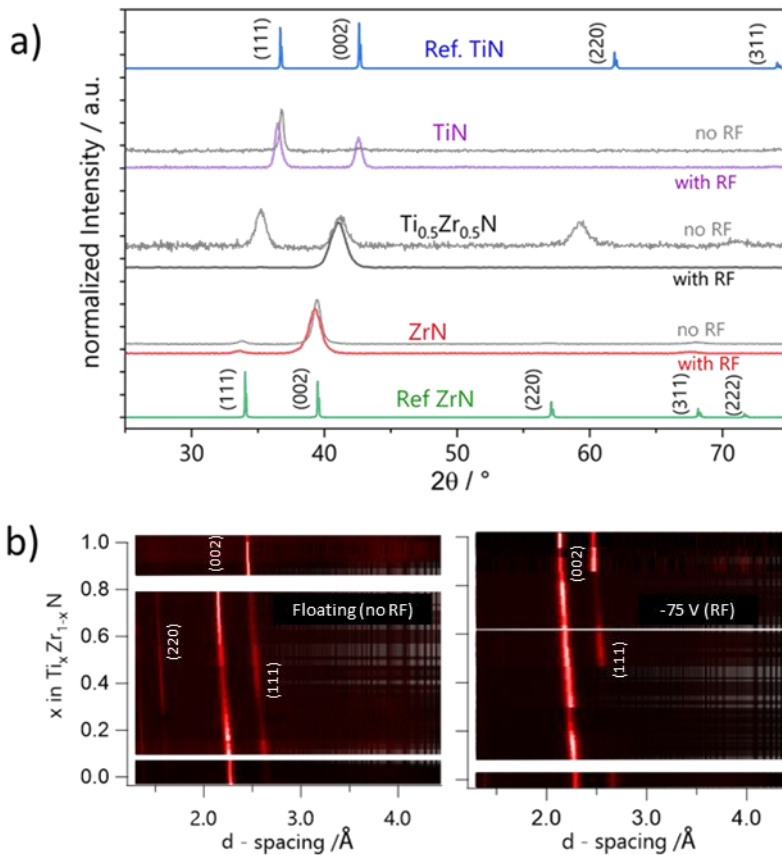 a)
(111)
(002)
Ref. TiN
(220)
(311)
TiN
no RF
with RF
Ti0.5Zr0.5N
no RF
with RF
ZrN
no RF
with RF
(111)
(002)
Ref ZrN
(220)
(311)
(222)
normalized Intensity / a.u.
30
40
50
60
70
2θ / °
b)
x in TixZr1-x N
1.0
0.8
0.6
0.4
0.2
0.0
(002)
Floating (no RF)
(220)
(111)
2.0
3.0
4.0
d - spacing /Å
(002)
-75 V (RF)
(111)
2.0
3.0
4.0
d - spacing /Å